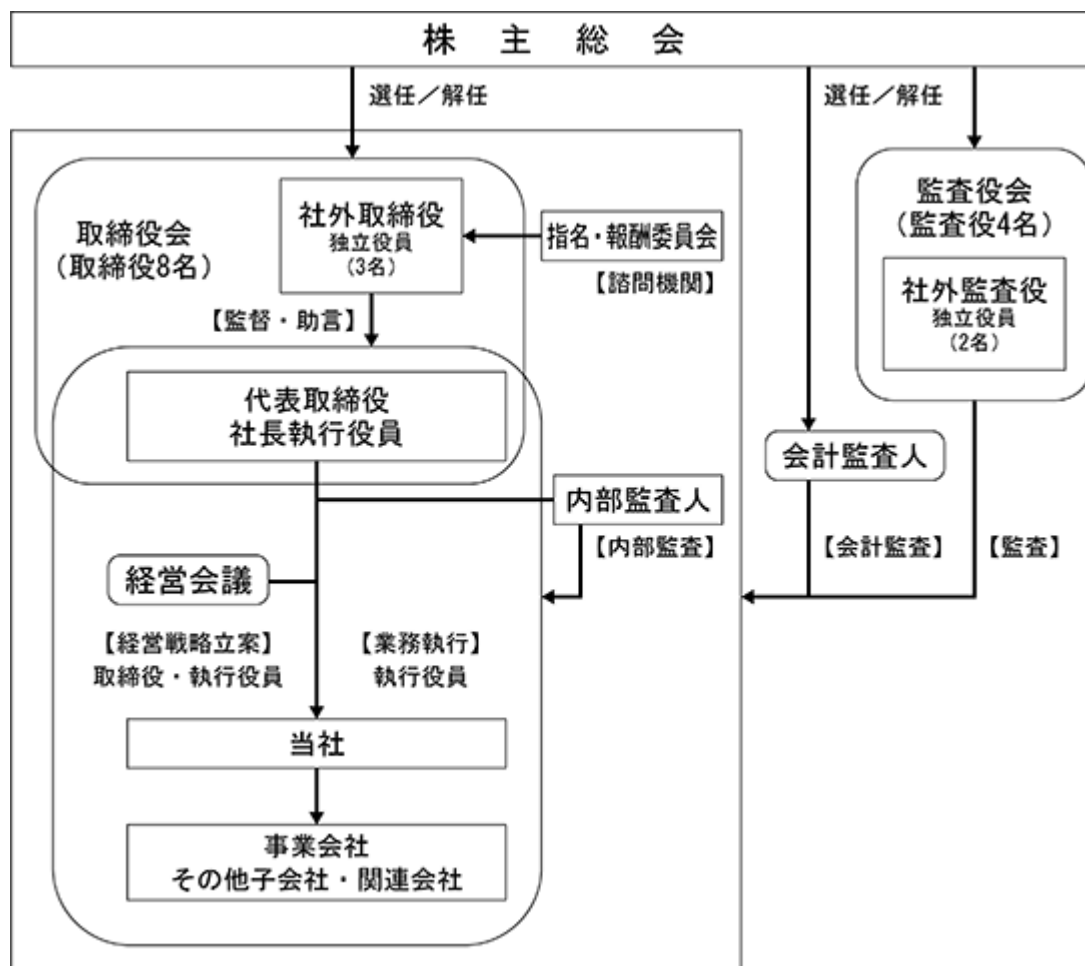 株主総会
選任／解任
選任／解任
取締役会
（取締役8名）
社外取締役
独立役員
（3名）
指名・報酬委員会
【諮問機関】
監査役会
（監査役4名）
社外監査役
独立役員
（2名）
【監督・助言】
代表取締役
社長執行役員
会計監査人
内部監査人
【内部監査】
【会計監査】
【監査】
経営会議
【経営戦略立案】
取締役・執行役員
【業務執行】
執行役員
当社
事業会社
その他子会社・関連会社